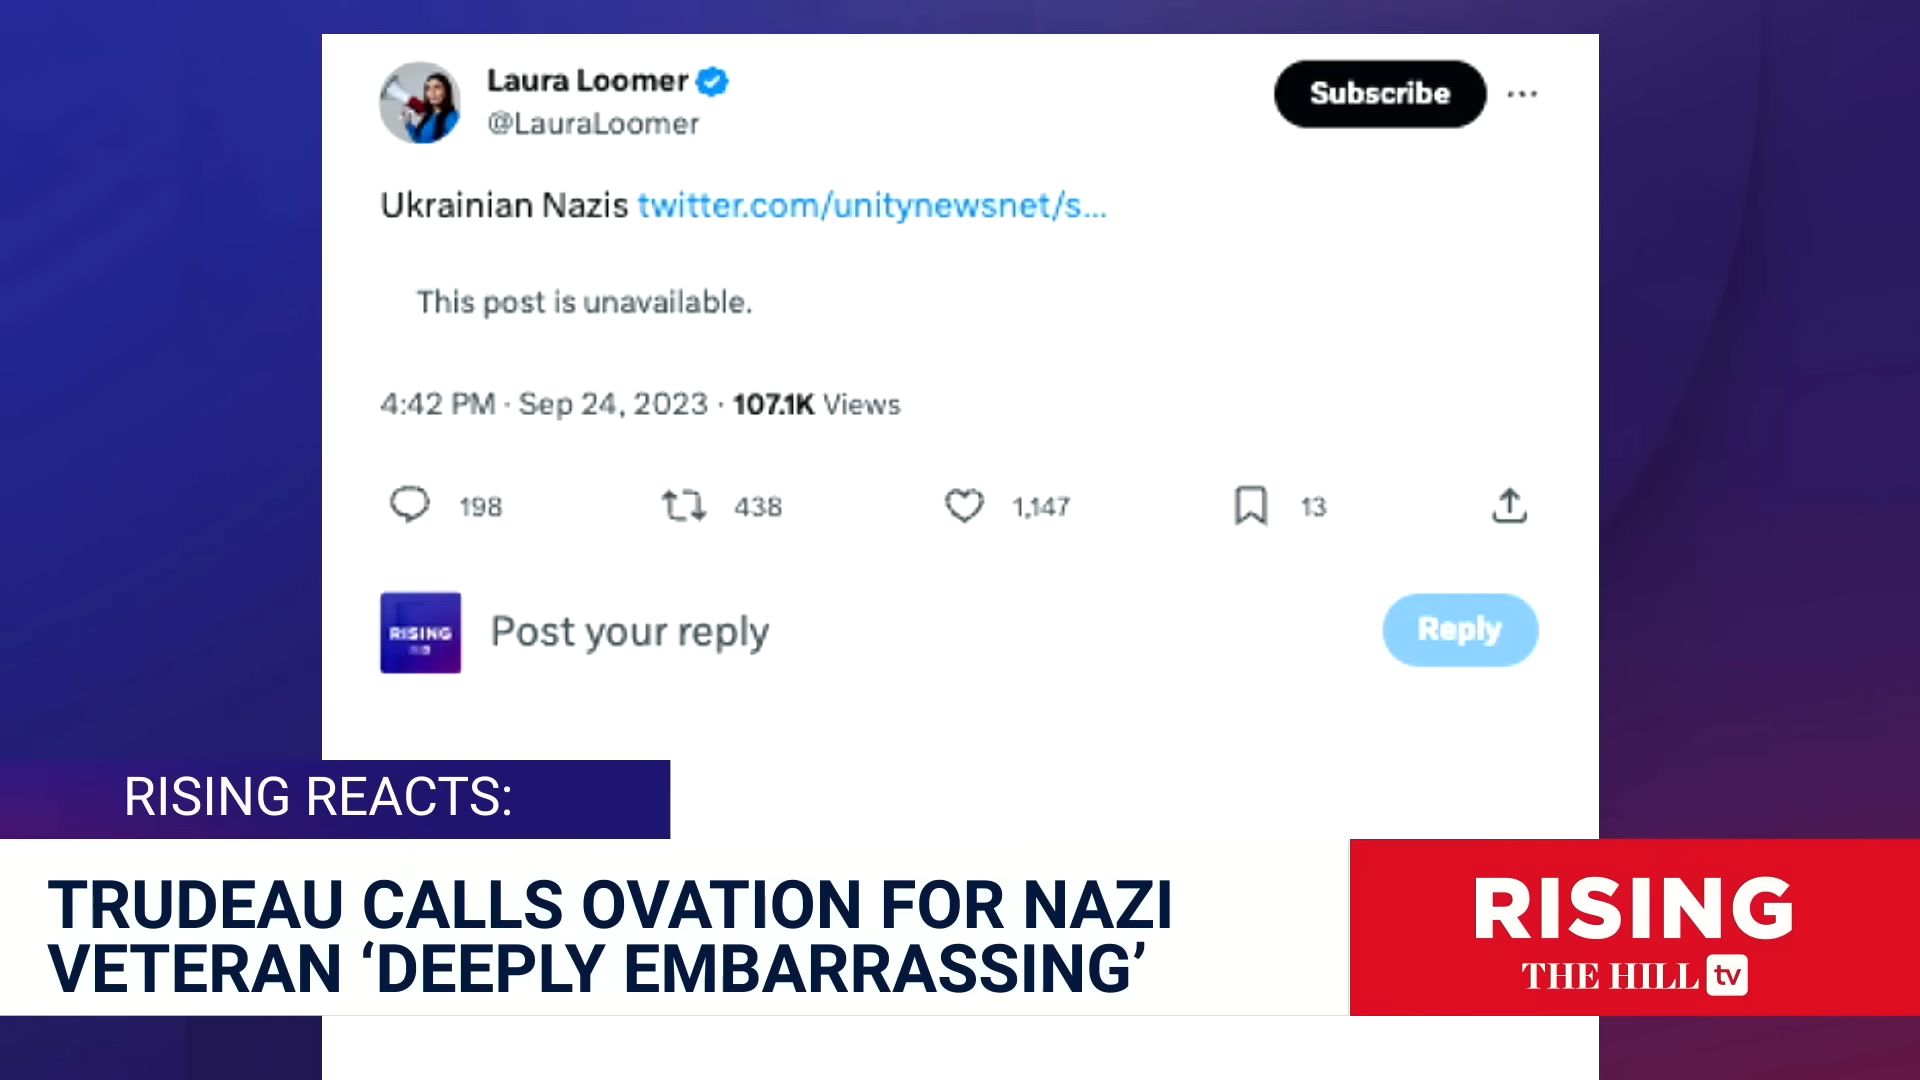 Laura Loomer
@LauraLoomer
Subscribe
Ukrainian Nazis twitter.com/unitynewsnet/s...
This post is unavailable.
4:42 PM · Sep 24, 2023 · 107.1K Views
198
438
1,147
13
RISING
Post your reply
Reply
RISING REACTS:
TRUDEAU CALLS OVATION FOR NAZI
VETERAN ‘DEEPLY EMBARRASSING’
RISING
THE HILL tv